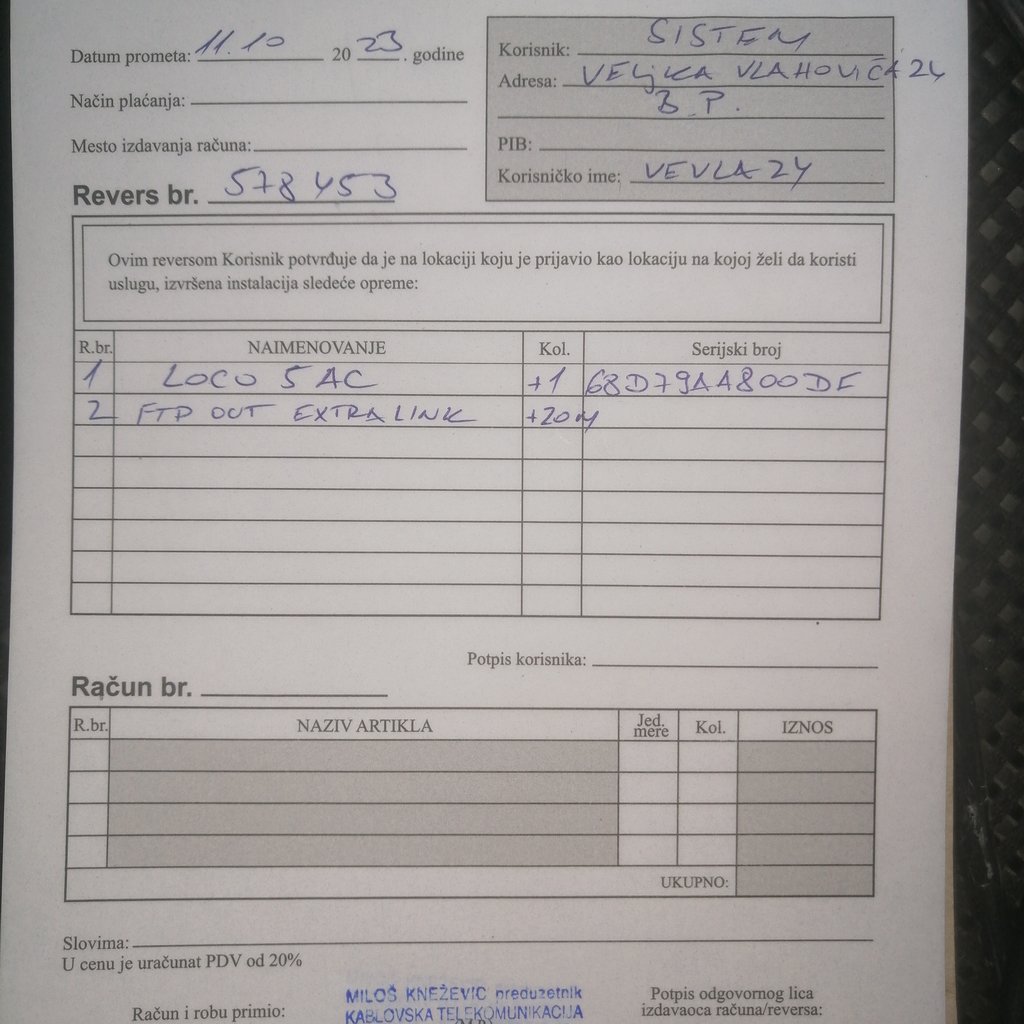 Datum prometa: 11.10 2023. godine
Način plaćanja:
Mesto izdavanja računa:
Revers br. 578453
Korisnik: SISTEM
Adresa: VELJKA VLAHOVIĆA 24
B.P.
PIB:
Korisničko ime: VEVLA24
Ovim reversom Korisnik potvrđuje da je na lokaciji koju je prijavio kao lokaciju na kojoj želi da koristi
uslugu, izvršena instalacija sledeće opreme:
R.br. NAIMENOVANJE Kol. Serijski broj
1 LOCO 5 AC +1 68D79AA800DF
2 FTP OUT EXTRALINK +20m
Potpis korisnika:
Račun br.
R.br. NAZIV ARTIKLA Jed. mere Kol. IZNOS
UKUPNO:
Slovima:
U cenu je uračunat PDV od 20%
Račun i robu primio:
MILOŠ KNEŽEVIC preduzetnik
KABLOVSKA TELEKOMUNIKACIJA
Potpis odgovornog lica
izdavaoca računa/reversa: